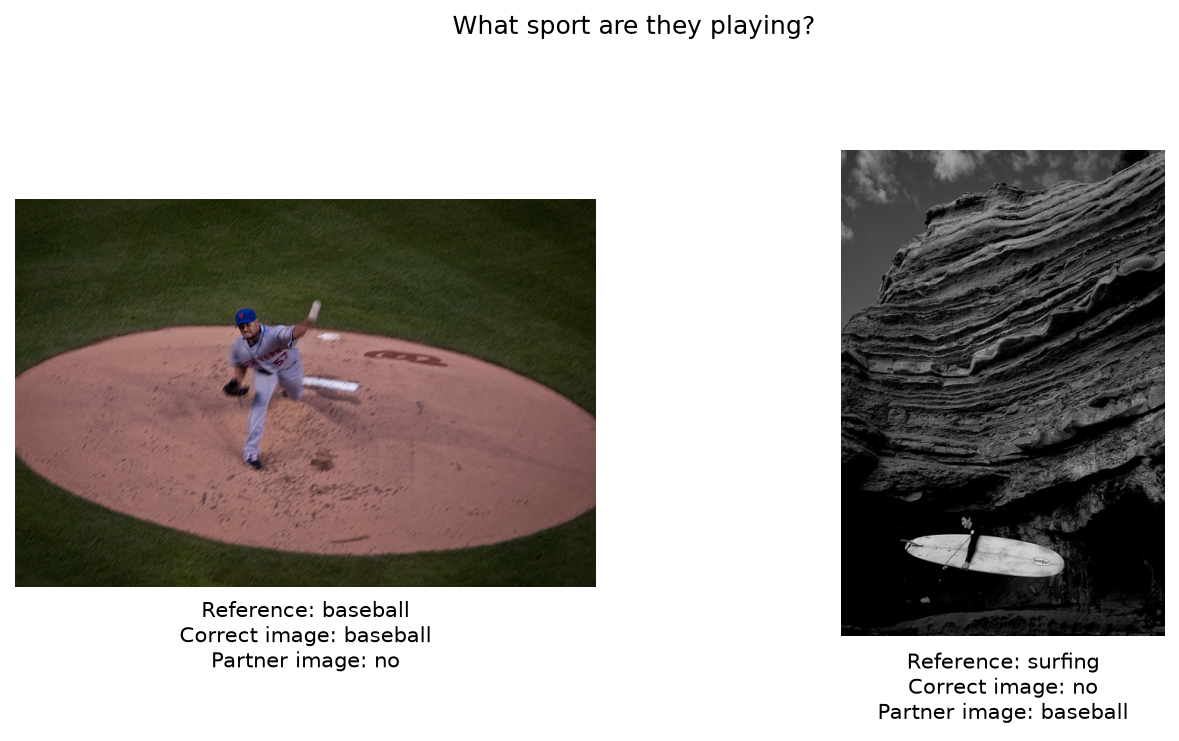 What sport are they playing?
Reference: baseball
Correct image: baseball
Partner image: no
Reference: surfing
Correct image: no
Partner image: baseball